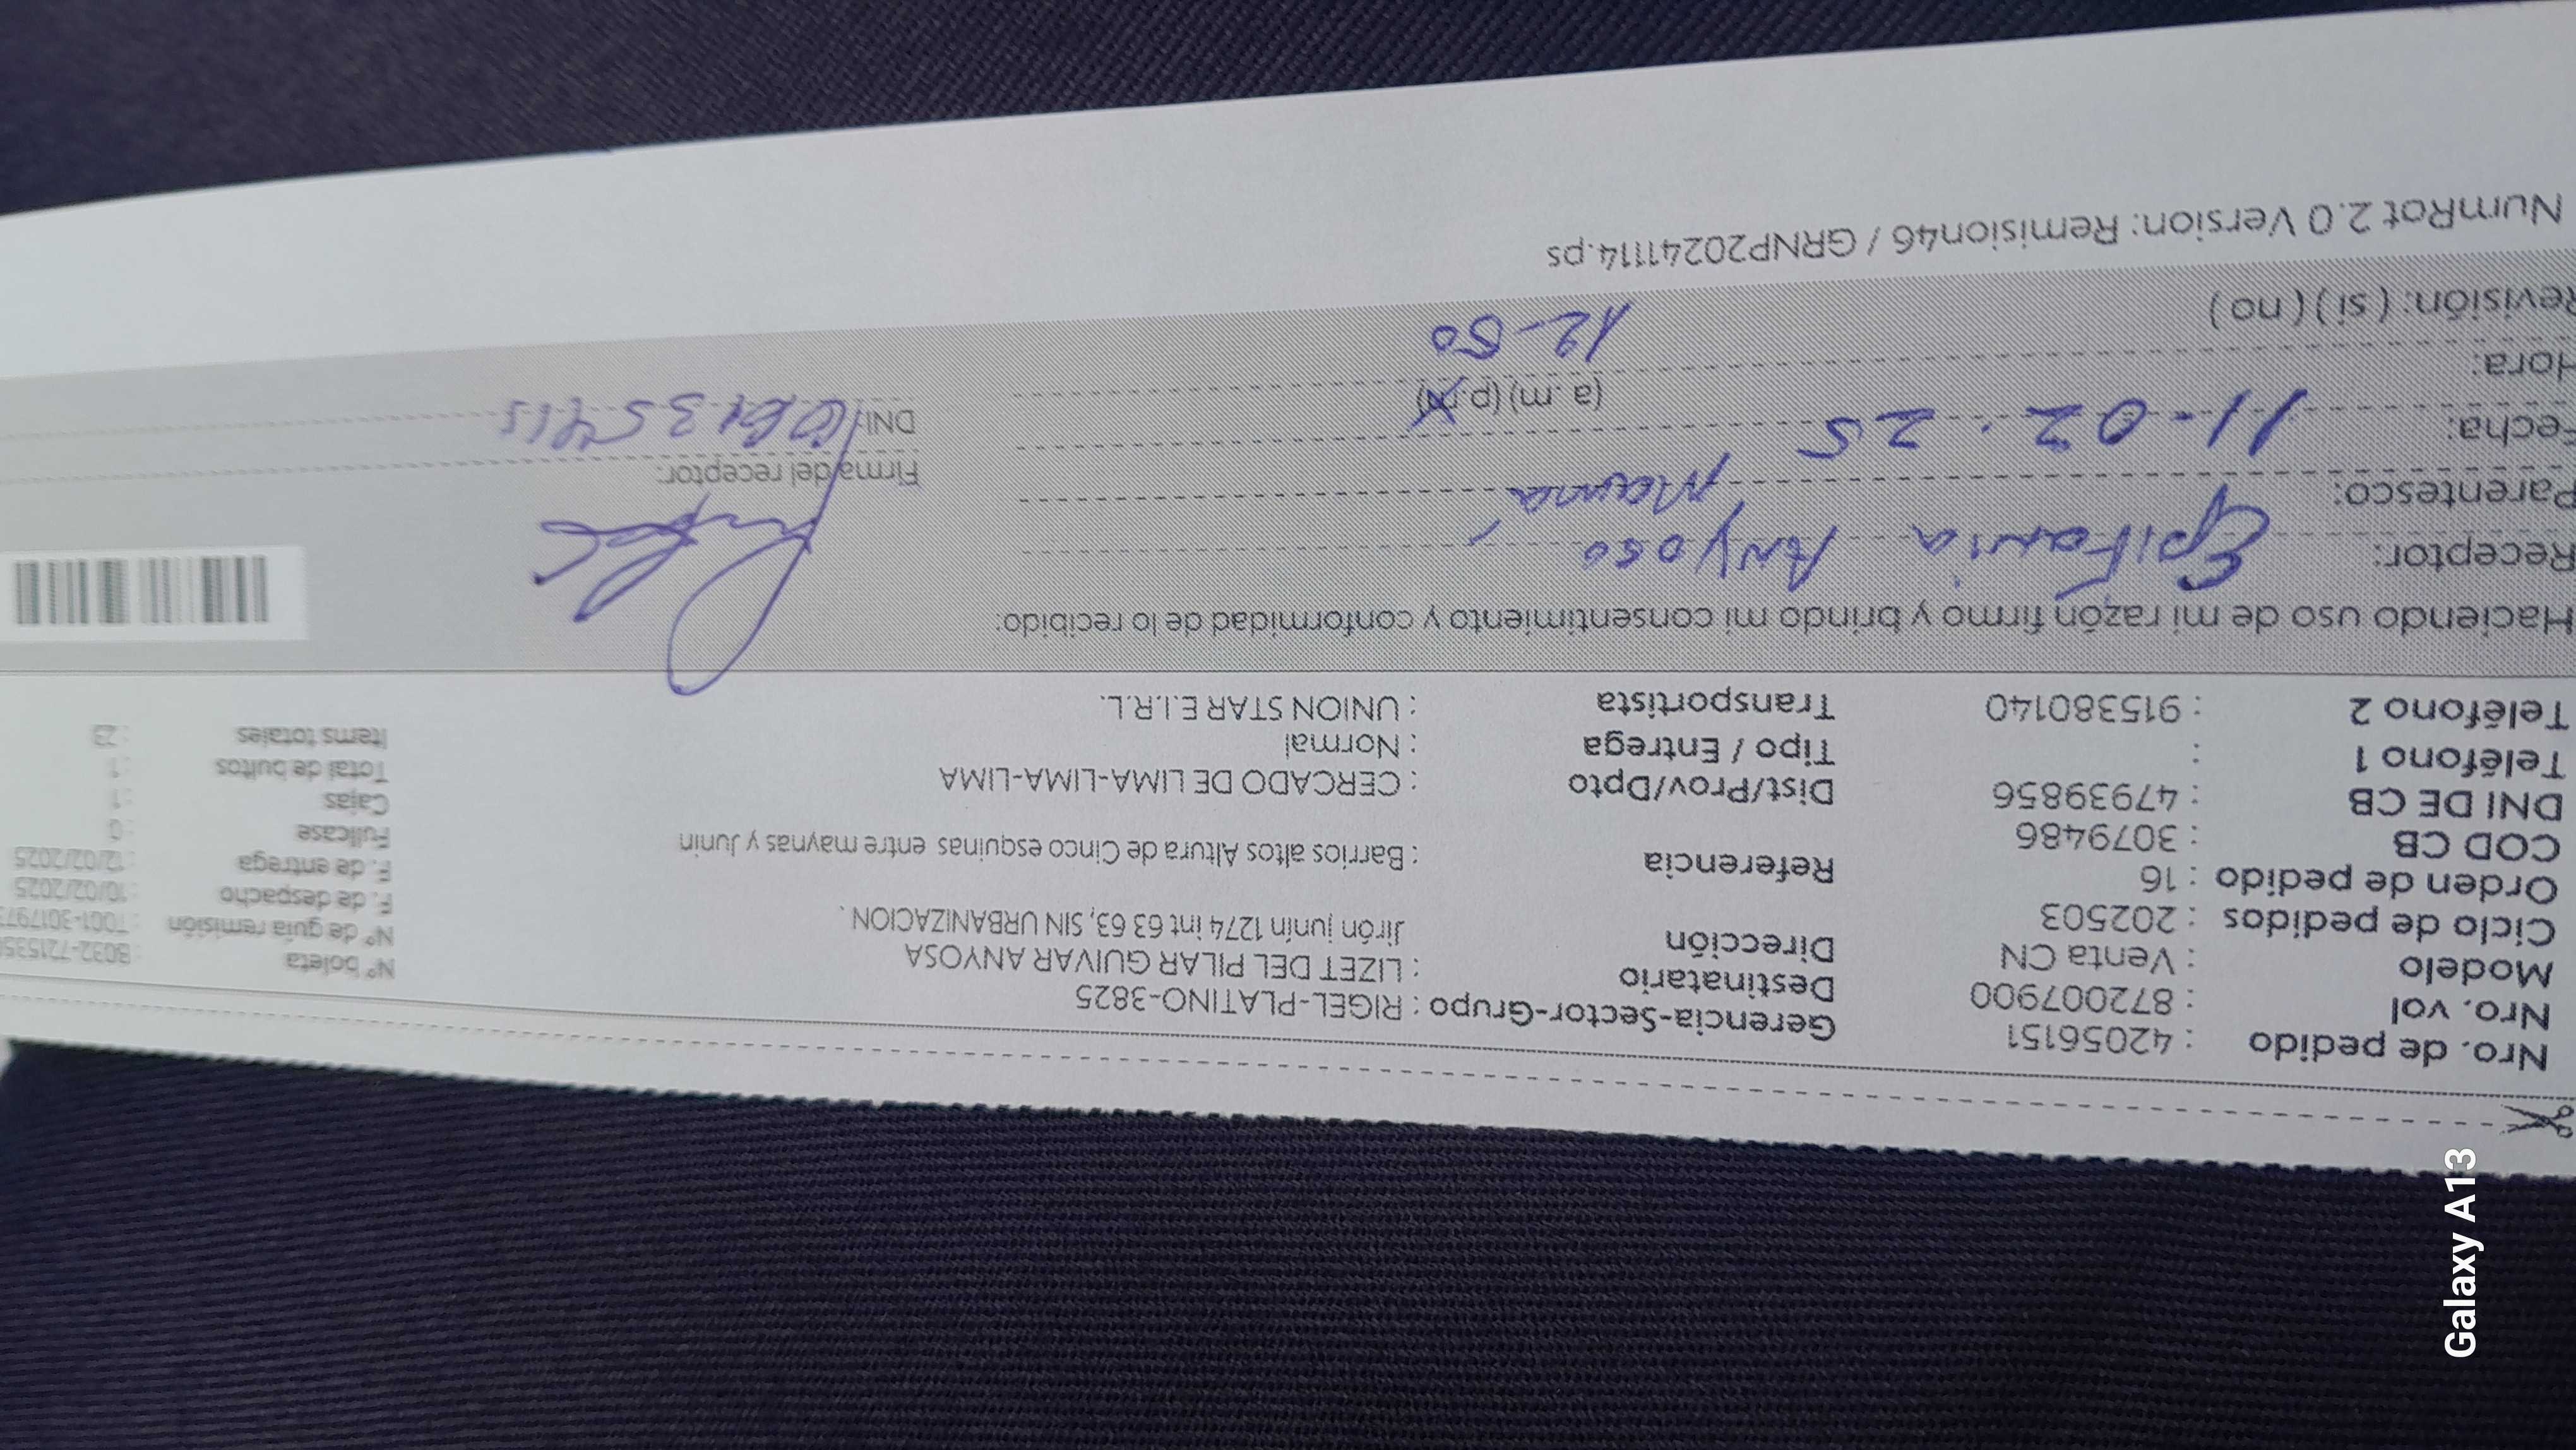 Nro. de pedido : 42056151
Nro. vol : 872007900
Modelo : Venta CN
Ciclo de pedidos : 202503
Orden de pedido : 16
COD CB : 3079486
DNI DE CB : 47939856
Teléfono 1 :
Teléfono 2 : 915380140
Gerencia-Sector-Grupo : RIGEL-PLATINO-3825
Destinatario : LIZET DEL PILAR GUIVAR ANYOSA
Dirección Jirón junín 1274 int 63 63, SIN URBANIZACION .
Referencia : Barrios altos Altura de Cinco esquinas entre maynas y Junin
Dist/Prov/Dpto : CERCADO DE LIMA-LIMA-LIMA
Tipo / Entrega : Normal
Transportista : UNION STAR E.I.R.L.
N° boleta : B032-721535
N° de guía remisión : T001-301797
F. de despacho : 10/02/2025
F. de entrega : 12/02/2025
Fullcase : 0
Cajas : 1
Total de bultos : 1
Items totales : 23
Haciendo uso de mi razón firmo y brindo mi consentimiento y conformidad de lo recibido:
Receptor: Epifania Anyosa
Parentesco: Mamá
Fecha: 11-02-25
Hora: 12-50 (a.m) (p.m)
Revisión: ( si ) ( no )
Firma del receptor:
DNI:
NumRot 2.0 Version: Remision46 / GRNP20241114.ps
Galaxy A13